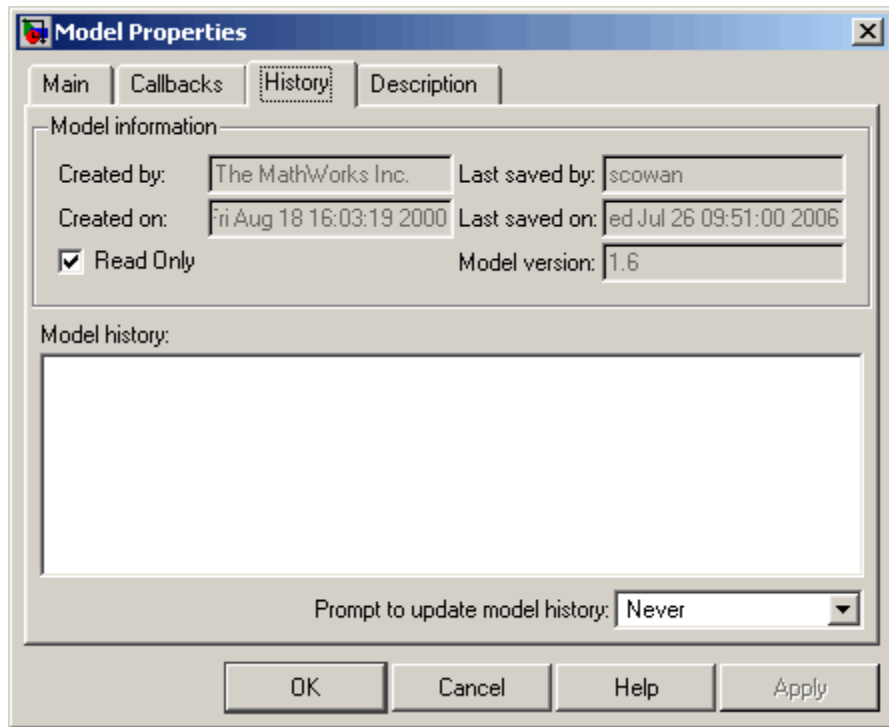 Model Properties
Main Callbacks History Description
Model information
Created by: The MathWorks Inc. Last saved by: scowan
Created on: Fri Aug 18 16:03:19 2000 Last saved on: ed Jul 26 09:51:00 2006
Read Only Model version: 1.6
Model history:
Prompt to update model history: Never
OK Cancel Help Apply